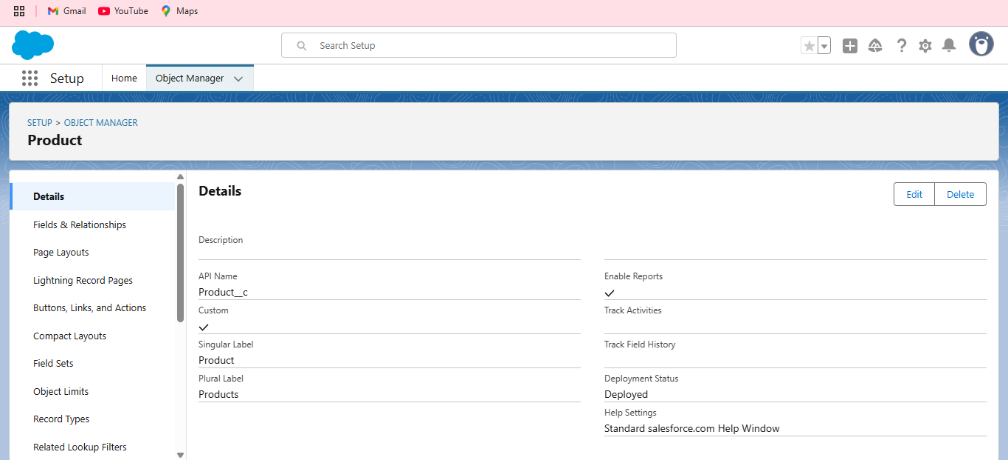 Gmail YouTube Maps
Search Setup
Setup Home Object Manager
SETUP > OBJECT MANAGER
Product
Details
Fields & Relationships
Page Layouts
Lightning Record Pages
Buttons, Links, and Actions
Compact Layouts
Field Sets
Object Limits
Record Types
Related Lookup Filters
Details
Edit Delete
Description
API Name
Product__c
Custom
Singular Label
Product
Plural Label
Products
Enable Reports
Track Activities
Track Field History
Deployment Status
Deployed
Help Settings
Standard salesforce.com Help Window